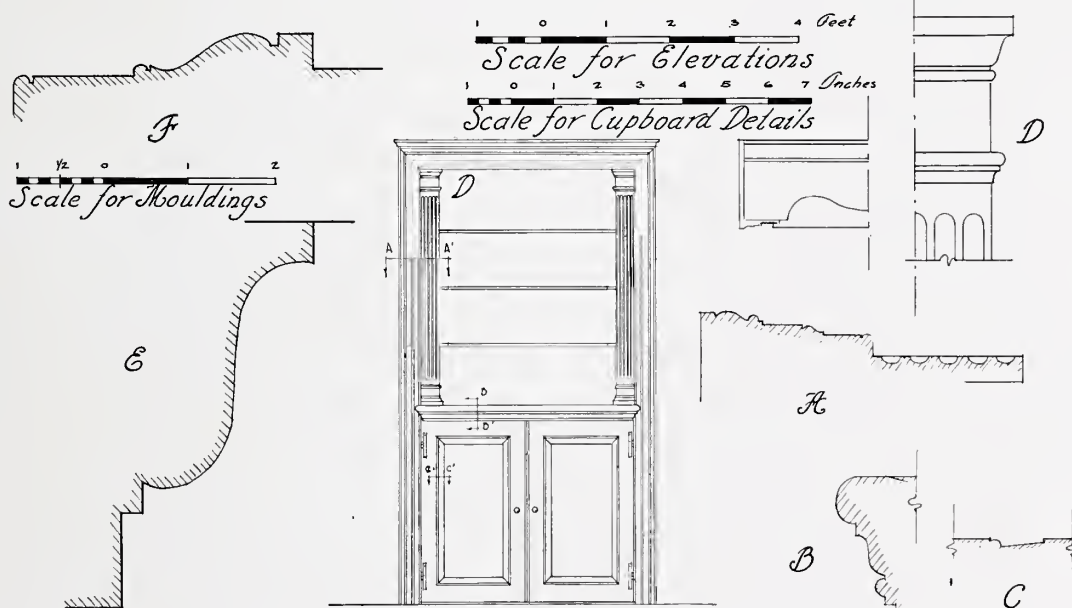 1 0 1 2 3 4 Feet
Scale for Elevations
1 0 1 2 3 4 5 6 7 Inches
Scale for Cupboard Details
F
D
D
1 1/2 0 1 2
Scale for Mouldings
A A'
E
A
B
B'
C C'
B
C